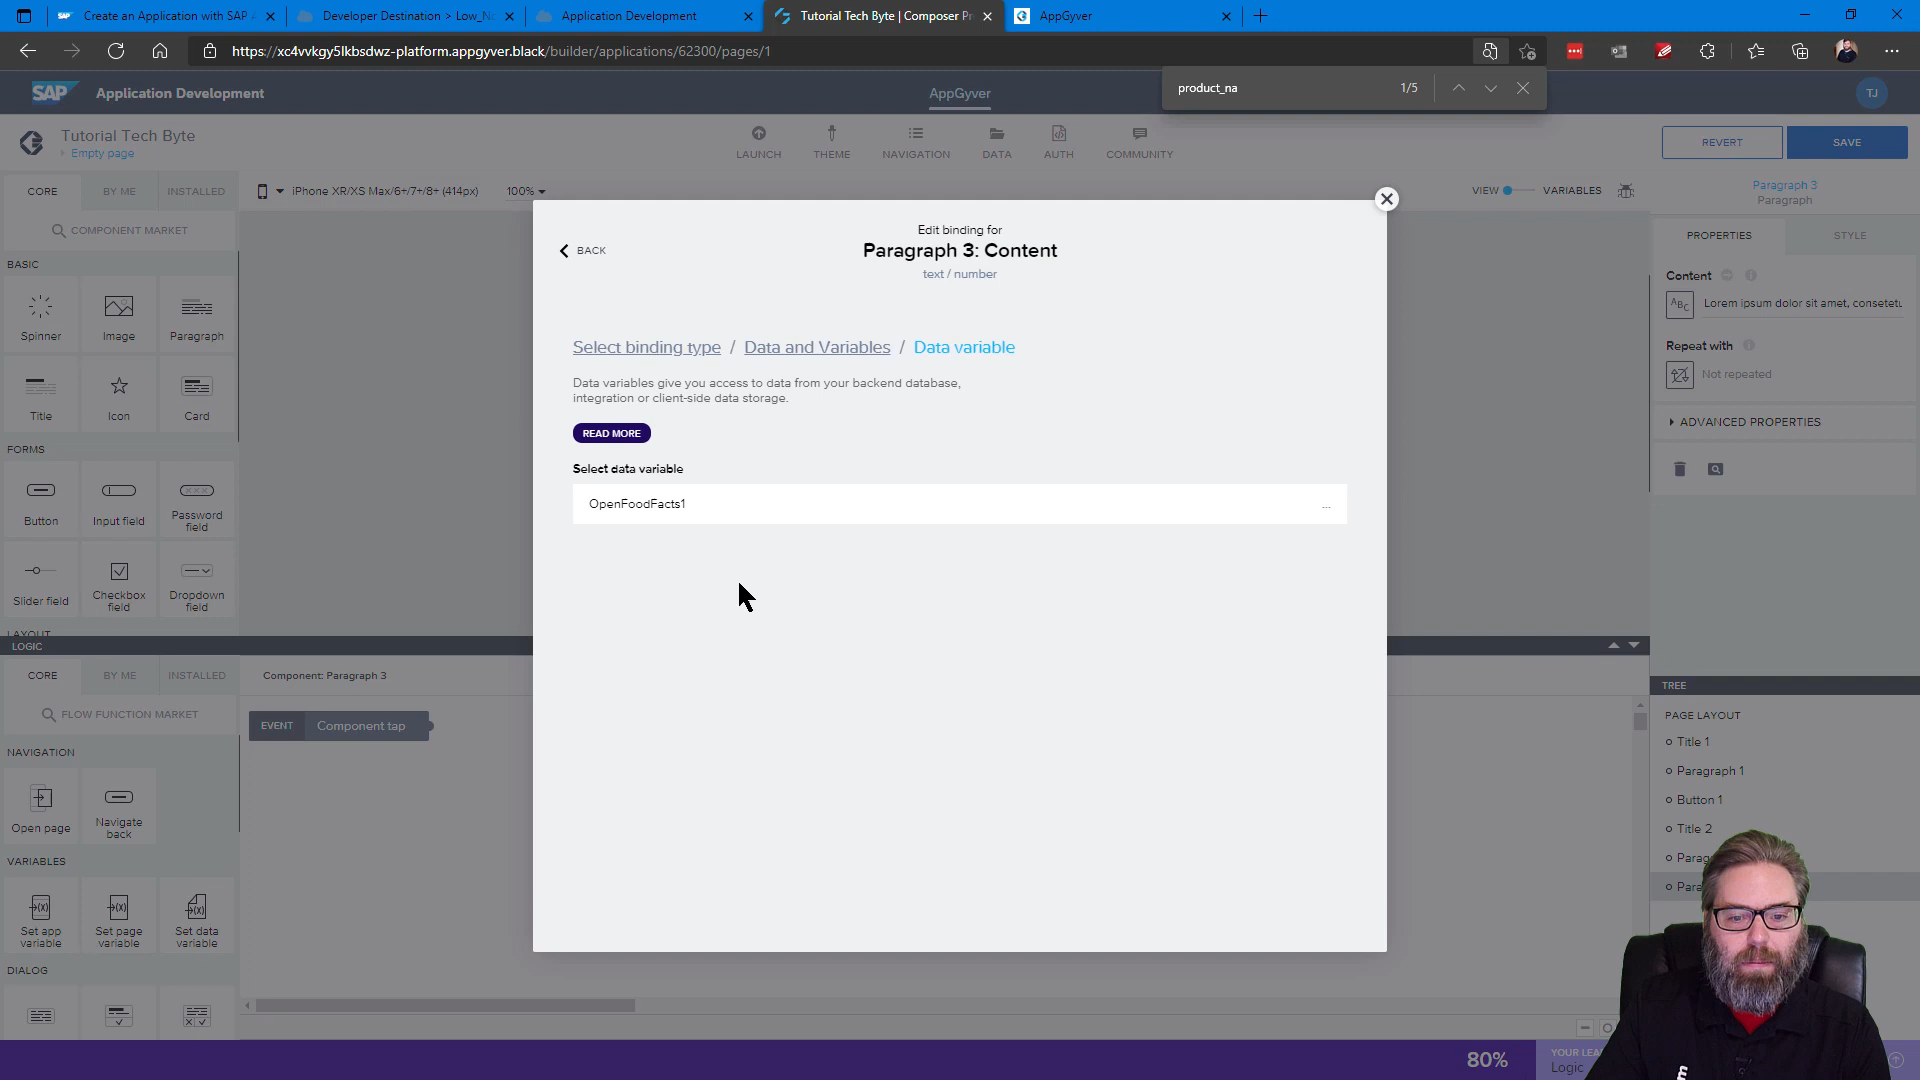 Create an Application with SAP A
Developer Destination > Low_No
Application Development
Tutorial Tech Byte | Composer Pr
AppGyver
https://xc4vvkgy5lkbsdwz-platform.appgyver.black/builder/applications/62300/pages/1
product_na
1/5
SAP
Application Development
AppGyver
TJ
Tutorial Tech Byte
Empty page
LAUNCH
THEME
NAVIGATION
DATA
AUTH
COMMUNITY
REVERT
SAVE
CORE
BY ME
INSTALLED
iPhone XR/XS Max/6+/7+/8+ (414px)
100%
VIEW
VARIABLES
Paragraph 3
Paragraph
COMPONENT MARKET
PROPERTIES
STYLE
BASIC
Spinner
Image
Paragraph
Title
Icon
Card
FORMS
Button
Input field
Password field
Slider field
Checkbox field
Dropdown field
LAYOUT
BACK
Edit binding for
Paragraph 3: Content
text / number
Select binding type / Data and Variables / Data variable
Data variables give you access to data from your backend database,
integration or client-side data storage.
READ MORE
Select data variable
OpenFoodFacts1
...
Content
ABC
Lorem ipsum dolor sit amet, consetetu
Repeat with
Not repeated
ADVANCED PROPERTIES
LOGIC
CORE
BY ME
INSTALLED
Component: Paragraph 3
FLOW FUNCTION MARKET
EVENT
Component tap
NAVIGATION
Open page
Navigate back
VARIABLES
Set app variable
Set page variable
Set data variable
DIALOG
TREE
PAGE LAYOUT
Title 1
Paragraph 1
Button 1
Title 2
Parag
Para
80%
YOUR LEA
Logic